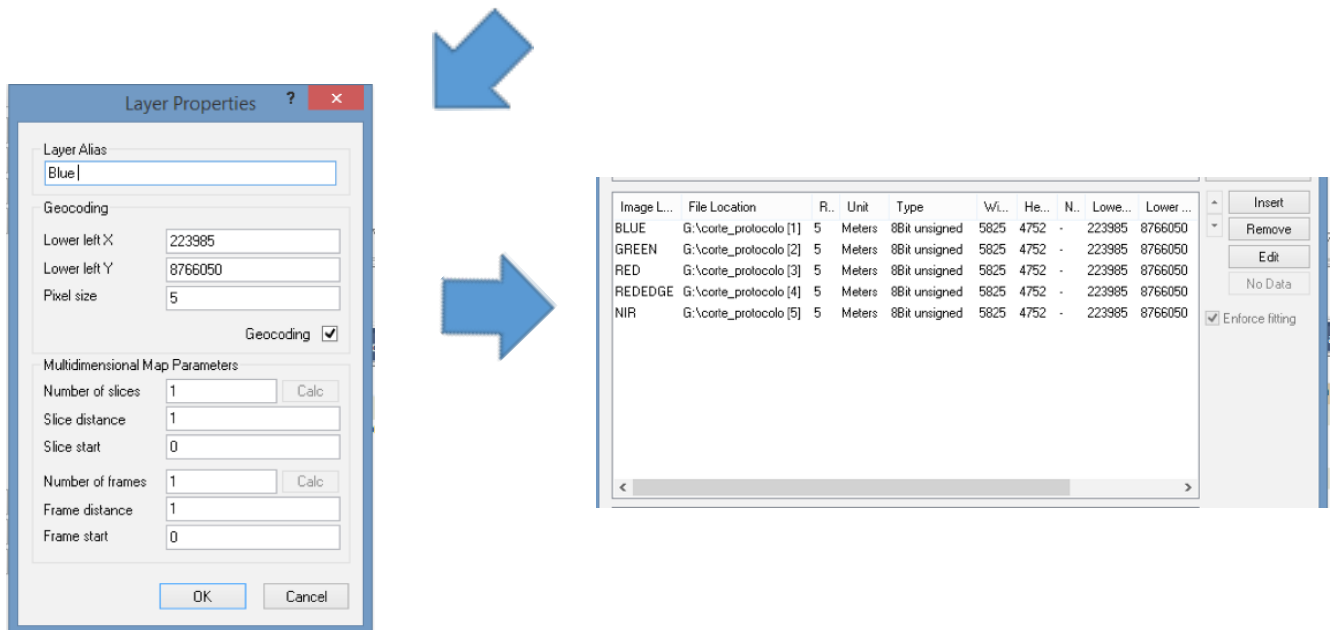 Layer Properties ? ×
Layer Alias
Blue
Geocoding
Lower left X 223985
Lower left Y 8766050
Pixel size 5
Geocoding
Multidimensional Map Parameters
Number of slices 1 Calc
Slice distance 1
Slice start 0
Number of frames 1 Calc
Frame distance 1
Frame start 0
OK Cancel
Image L... File Location R.. Unit Type Wi... He... N.. Lowe... Lower ...
BLUE G:\corte_protocolo [1] 5 Meters 8Bit unsigned 5825 4752 - 223985 8766050
GREEN G:\corte_protocolo [2] 5 Meters 8Bit unsigned 5825 4752 - 223985 8766050
RED G:\corte_protocolo [3] 5 Meters 8Bit unsigned 5825 4752 - 223985 8766050
REDEDGE G:\corte_protocolo [4] 5 Meters 8Bit unsigned 5825 4752 - 223985 8766050
NIR G:\corte_protocolo [5] 5 Meters 8Bit unsigned 5825 4752 - 223985 8766050
Insert
Remove
Edit
No Data
Enforce fitting